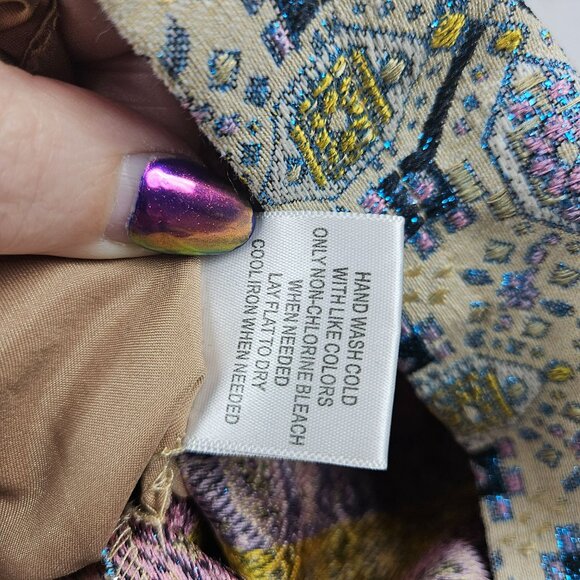 HAND WASH COLD
WITH LIKE COLORS
ONLY NON-CHLORINE BLEACH
WHEN NEEDED
LAY FLAT TO DRY
COOL IRON WHEN NEEDED